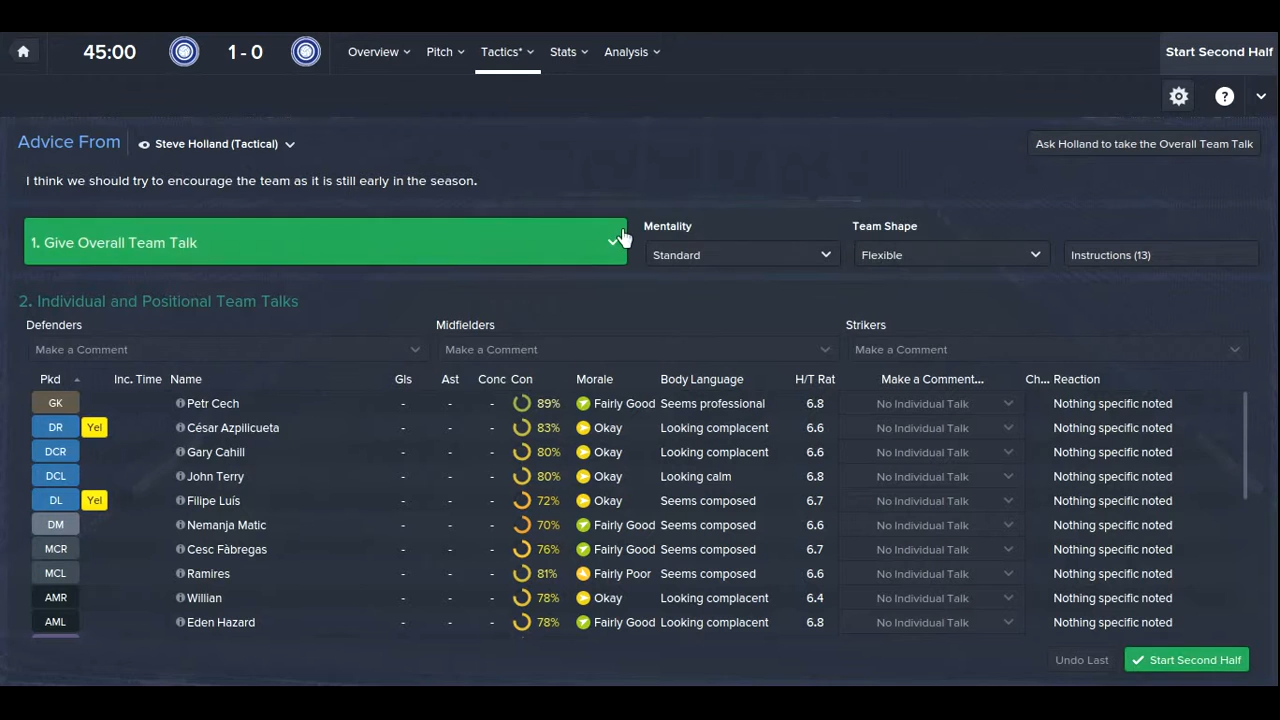 45:00 1 - 0 Overview Pitch Tactics* Stats Analysis Start Second Half
?
Advice From Steve Holland (Tactical) Ask Holland to take the Overall Team Talk
I think we should try to encourage the team as it is still early in the season.
1. Give Overall Team Talk
Mentality Team Shape
Standard Flexible Instructions (13)
2. Individual and Positional Team Talks
Defenders Midfielders Strikers
Make a Comment Make a Comment Make a Comment
Pkd Inc. Time Name Gls Ast Conc Con Morale Body Language H/T Rat Make a Comment... Ch... Reaction
GK Petr Cech - - - 89% Fairly Good Seems professional 6.8 No Individual Talk Nothing specific noted
DR Yel César Azpilicueta - - - 83% Okay Looking complacent 6.6 No Individual Talk Nothing specific noted
DCR Gary Cahill - - - 80% Okay Looking complacent 6.6 No Individual Talk Nothing specific noted
DCL John Terry - - - 80% Okay Looking calm 6.8 No Individual Talk Nothing specific noted
DL Yel Filipe Luís - - - 72% Okay Seems composed 6.7 No Individual Talk Nothing specific noted
DM Nemanja Matic - - - 70% Fairly Good Seems composed 6.6 No Individual Talk Nothing specific noted
MCR Cesc Fàbregas - - - 76% Fairly Good Seems composed 6.7 No Individual Talk Nothing specific noted
MCL Ramires - - - 81% Fairly Poor Seems composed 6.6 No Individual Talk Nothing specific noted
AMR Willian - - - 78% Okay Looking complacent 6.4 No Individual Talk Nothing specific noted
AML Eden Hazard - - - 78% Fairly Good Looking complacent 6.8 No Individual Talk Nothing specific noted
Undo Last Start Second Half